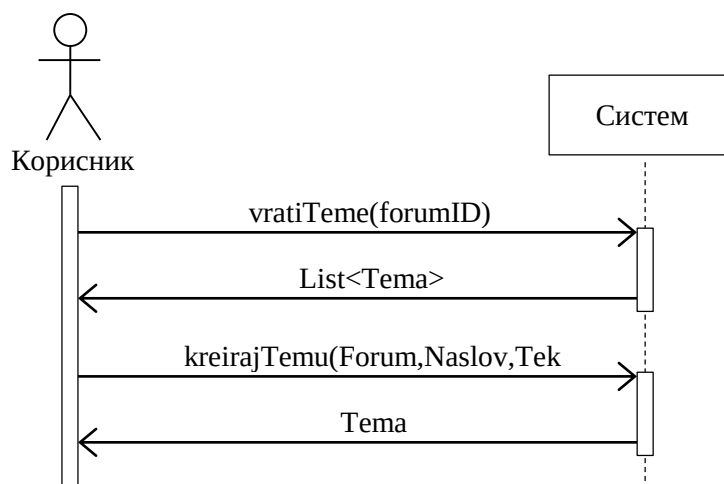 Корисник
Систем
vratiTeme(forumID)
List<Tema>
kreirajTemu(Forum,Naslov,Tek
Tema